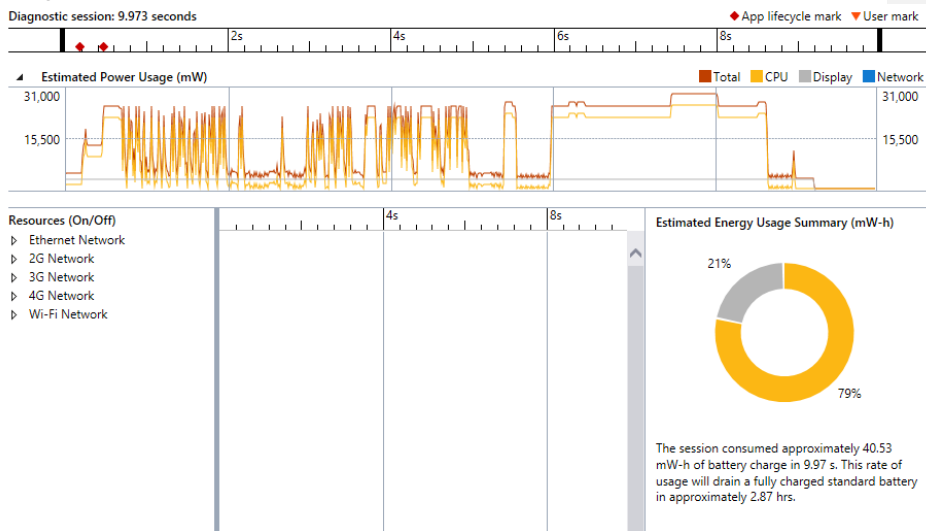 Diagnostic session: 9.973 seconds
App lifecycle mark User mark
2s 4s 6s 8s
Estimated Power Usage (mW)
Total CPU Display Network
31,000 31,000
15,500 15,500
Resources (On/Off)
4s 8s
Ethernet Network
2G Network
3G Network
4G Network
Wi-Fi Network
Estimated Energy Usage Summary (mW-h)
21%
79%
The session consumed approximately 40.53
mW-h of battery charge in 9.97 s. This rate of
usage will drain a fully charged standard battery
in approximately 2.87 hrs.